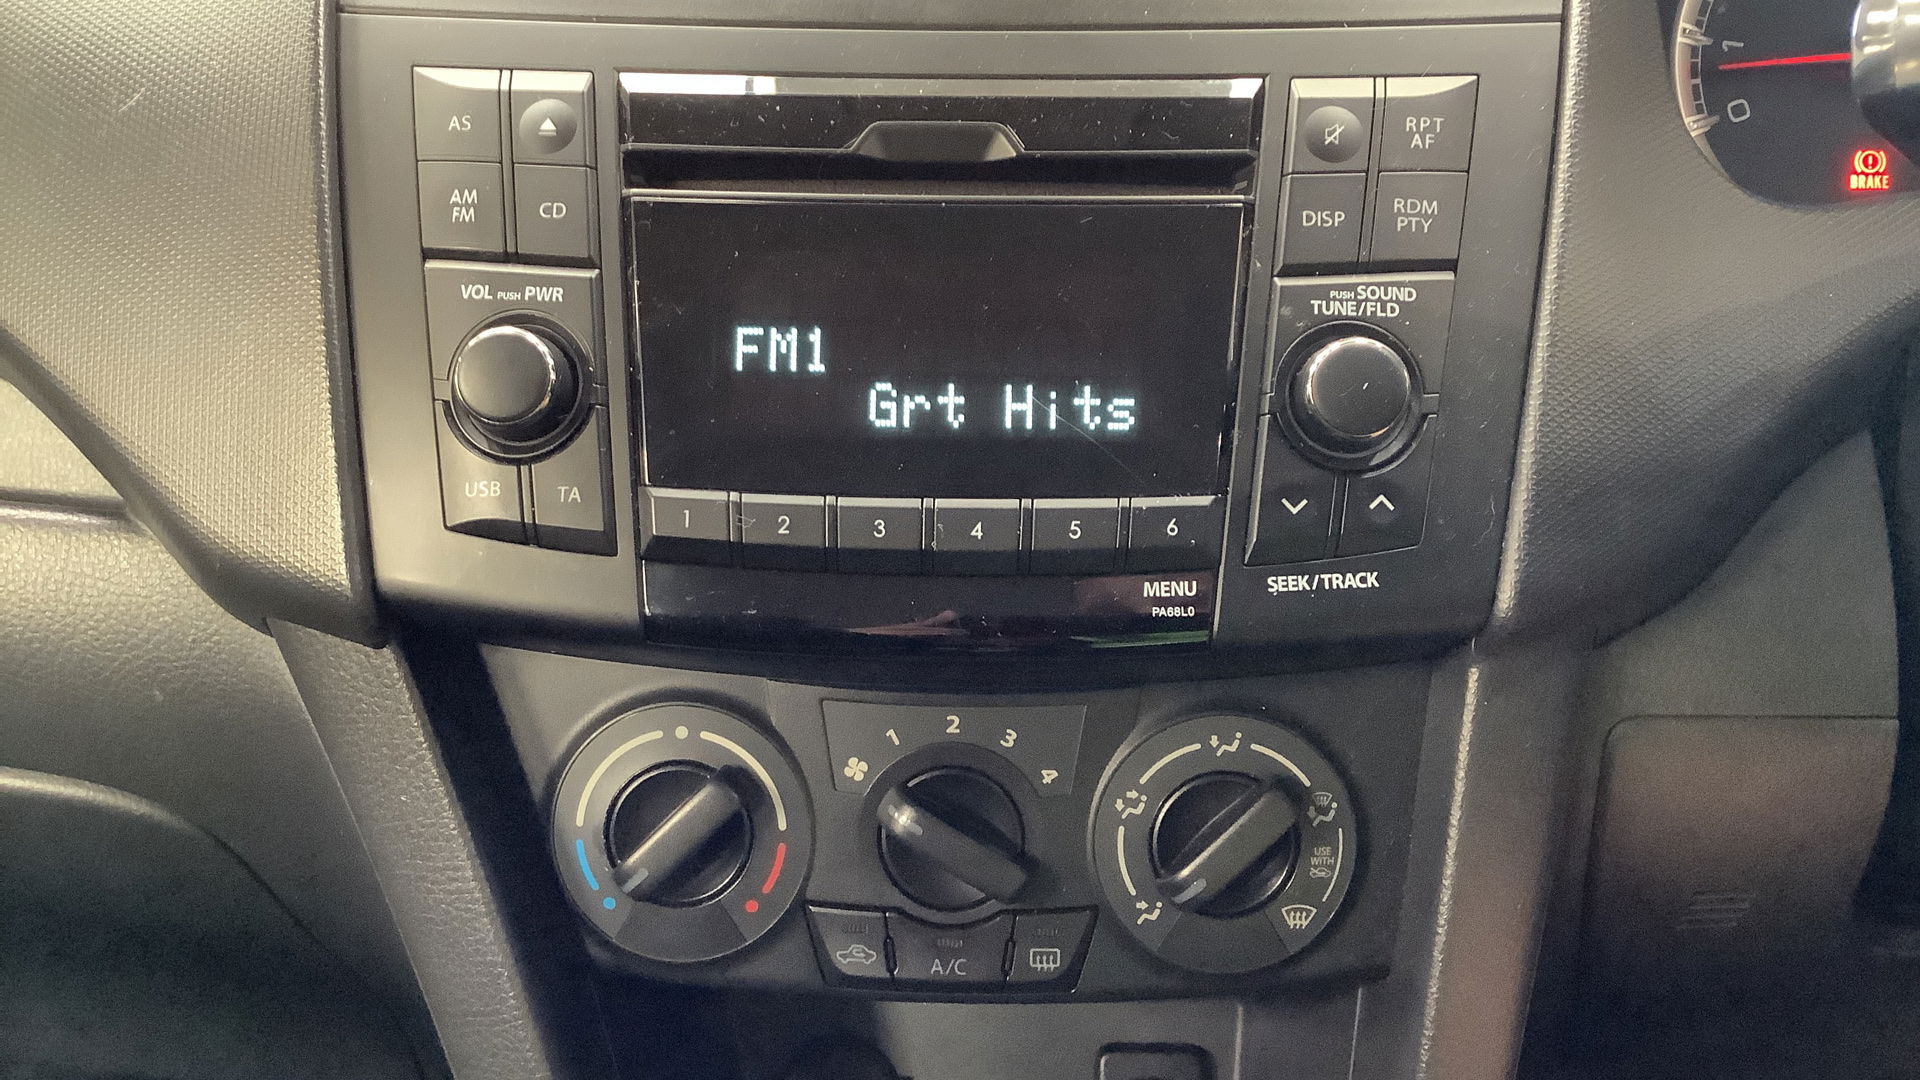 AS
AM
FM
CD
VOL PUSH PWR
USB
TA
FM1
Grt Hits
1
2
3
4
5
6
MENU
PA68L0
RPT
AF
DISP
RDM
PTY
PUSH SOUND
TUNE/FLD
SEEK/TRACK
1
0
BRAKE
1
2
3
4
A/C
USE
WITH